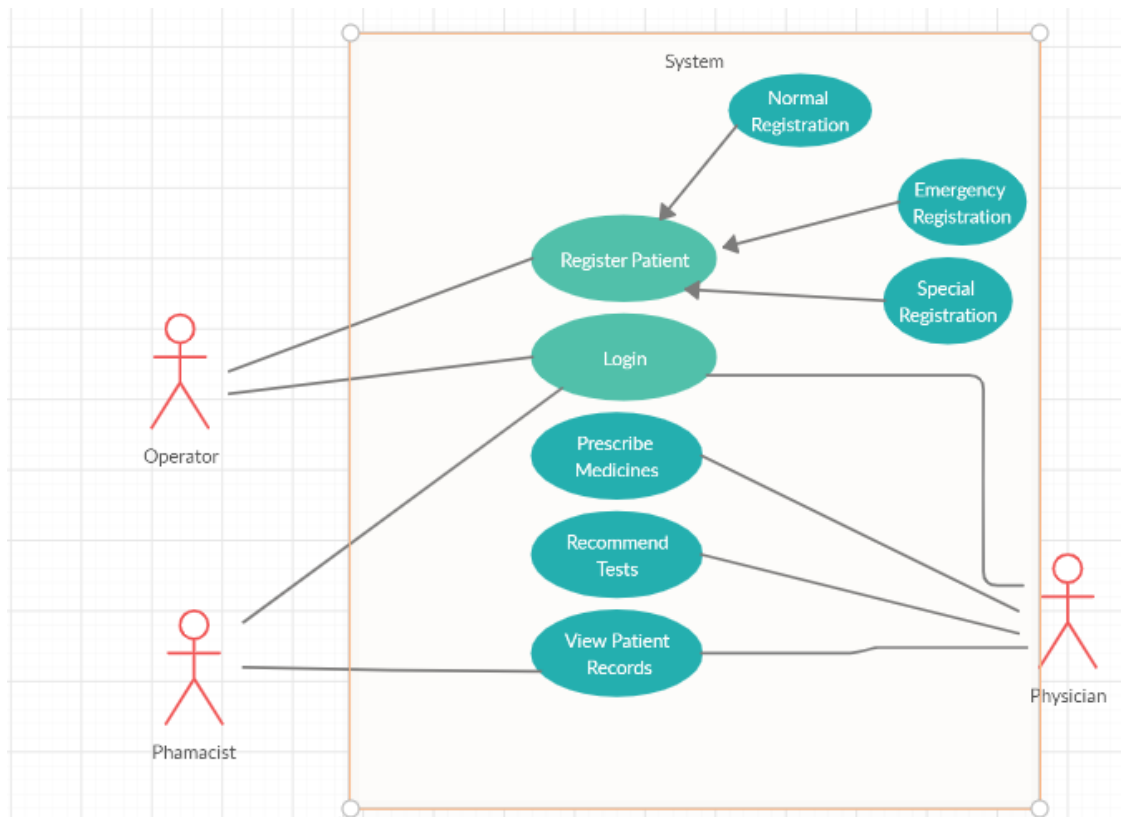 System
Normal
Registration
Emergency
Registration
Register Patient
Special
Registration
Login
Operator
Prescribe
Medicines
Recommend
Tests
View Patient
Records
Physician
Phamacist